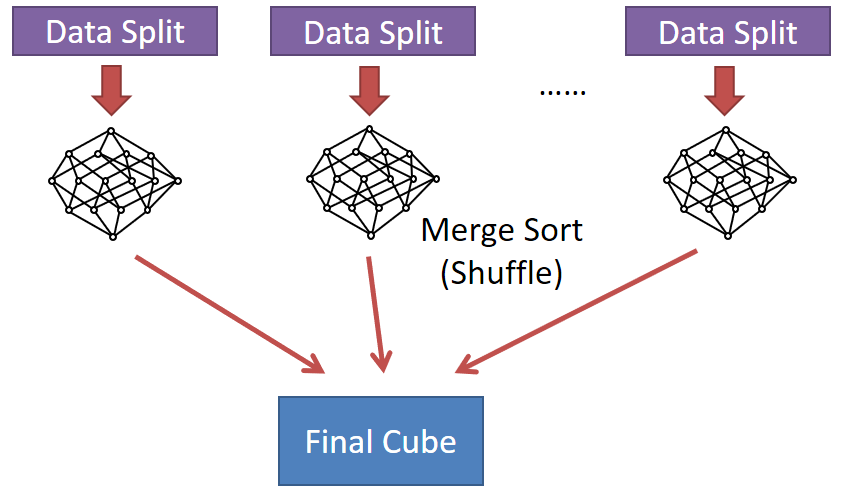 Data Split
Data Split
Data Split
......
Merge Sort
(Shuffle)
Final Cube